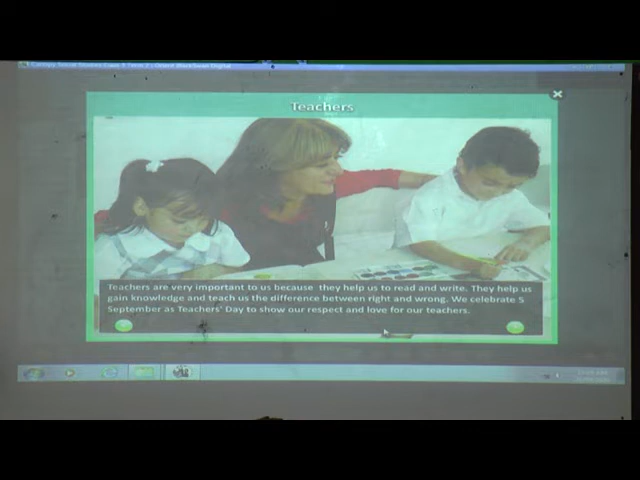 Teachers
Teachers are very important to us because they help us to read and write. They help us
gain knowledge and teach us the difference between right and wrong. We celebrate 5
September as Teachers' Day to show our respect and love for our teachers.